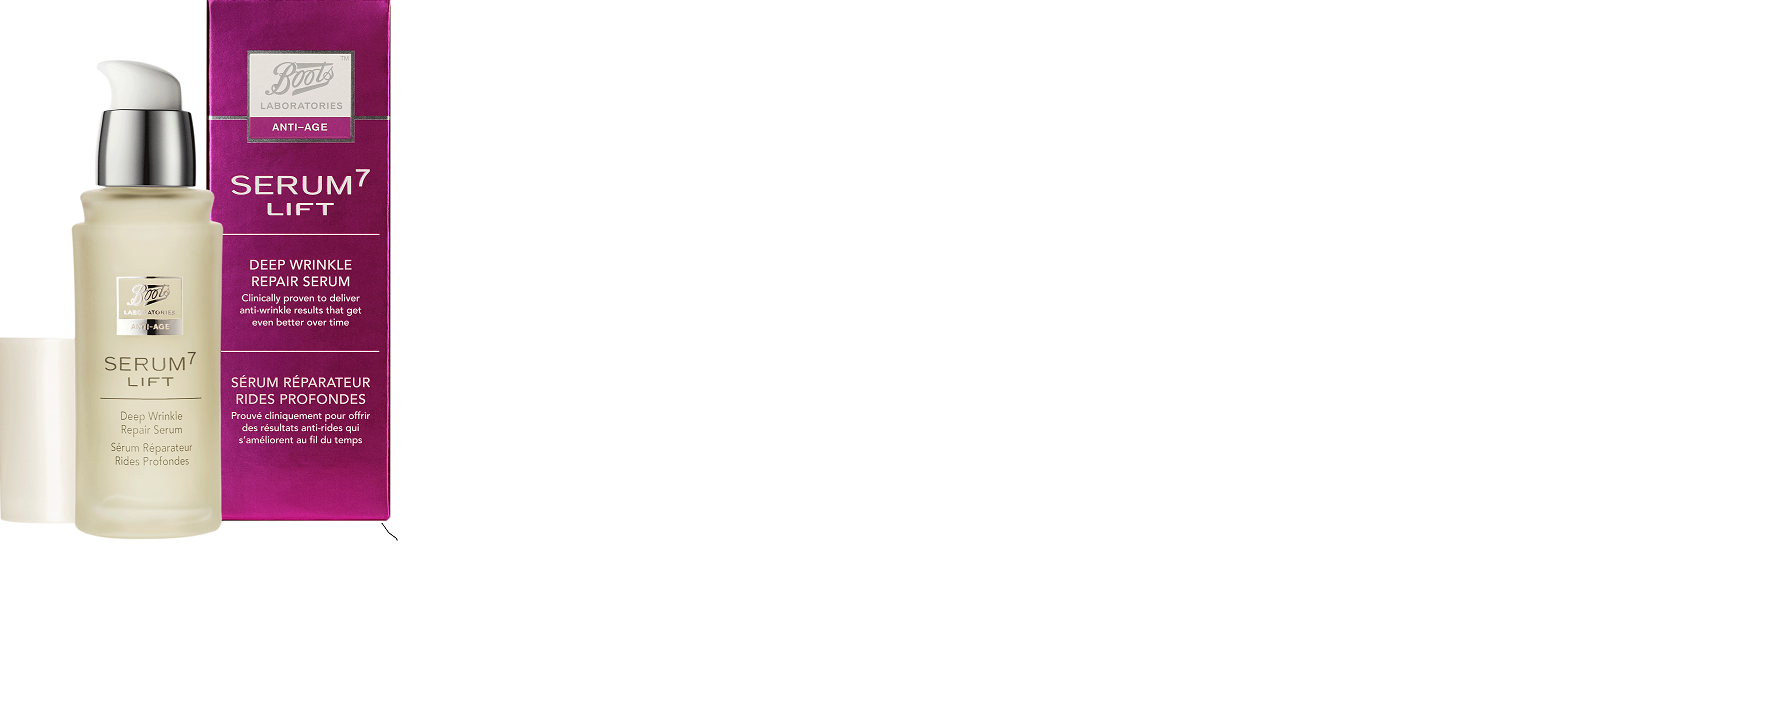 Boots
LABORATORIES
ANTI–AGE
SERUM7
LIFT
DEEP WRINKLE
REPAIR SERUM
Clinically proven to deliver
anti-wrinkle results that get
even better over time
SÉRUM RÉPARATEUR
RIDES PROFONDES
Prouvé cliniquement pour offrir
des résultats anti-rides qui
s'améliorent au fil du temps
TM
Boots
LABORATORIES
ANTI-AGE
SERUM7
LIFT
Deep Wrinkle
Repair Serum
Sérum Réparateur
Rides Profondes